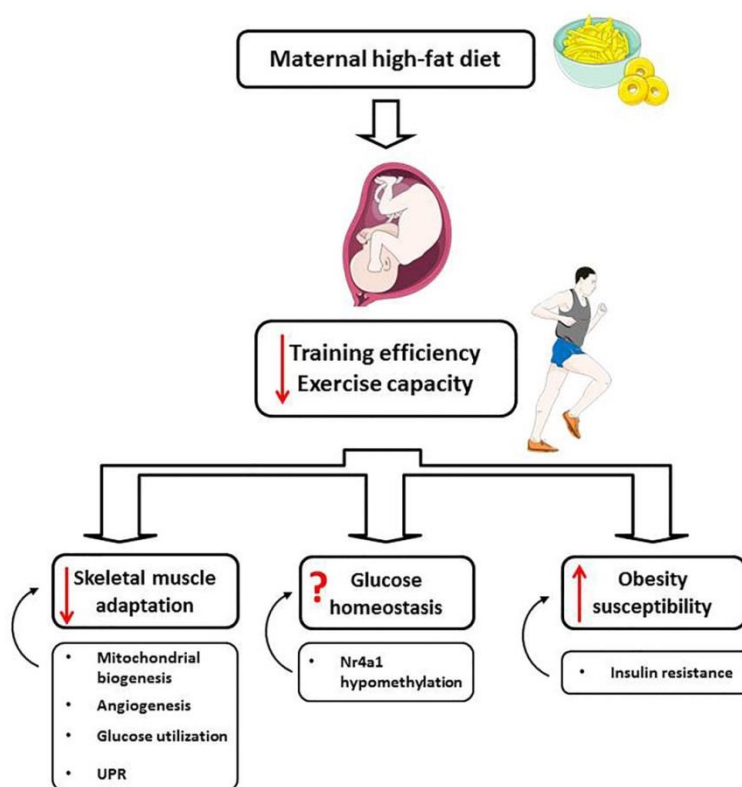 Maternal high-fat diet
Training efficiency
Exercise capacity
Skeletal muscle
adaptation
• Mitochondrial
biogenesis
• Angiogenesis
• Glucose utilization
• UPR
? Glucose
homeostasis
• Nr4a1
hypomethylation
Obesity
susceptibility
• Insulin resistance